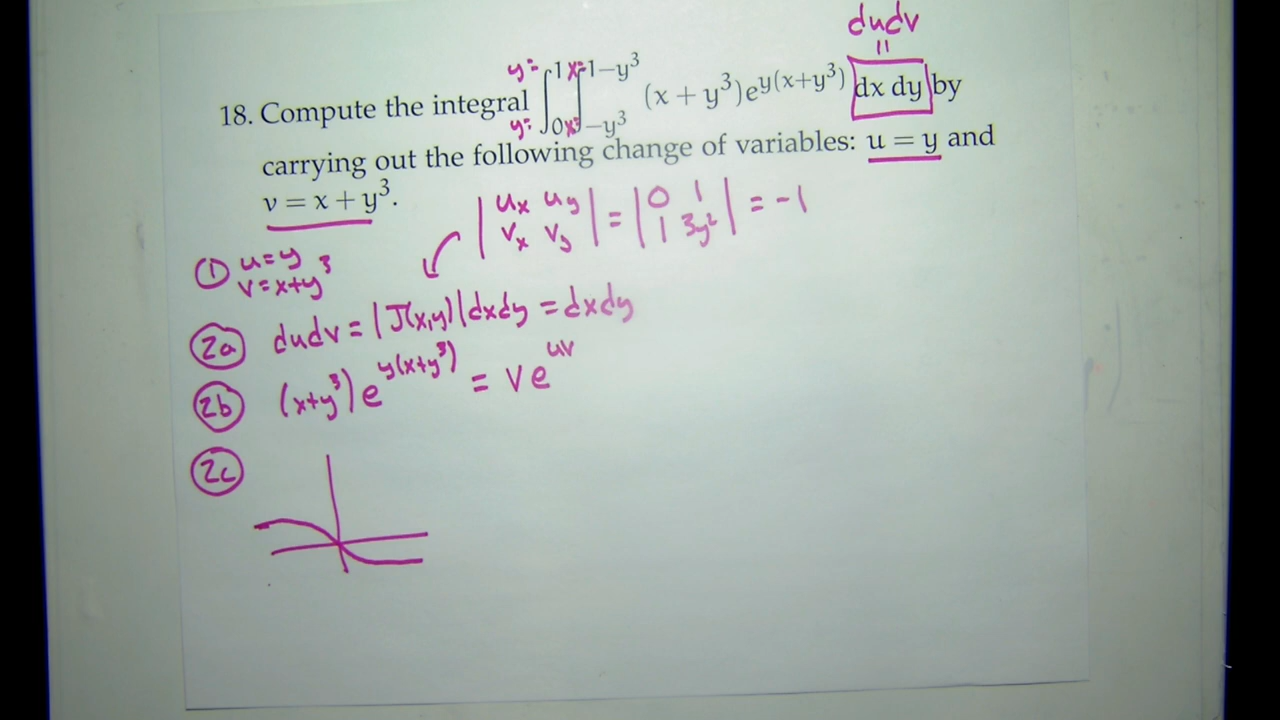 dudv
=
18. Compute the integral ∫_{y=0}^{y=1} ∫_{x=-y³}^{x=1-y³} (x + y³)e^{y(x+y³)} dx dy by
carrying out the following change of variables: u = y and
v = x + y³.
|u_x u_y; v_x v_y| = |0 1; 1 3y²| = -1
① u=y
v=x+y³
2a dudv = |J(x,y)|dxdy = dxdy
2b (x+y³)e^{y(x+y³)} = ve^{uv}
2c